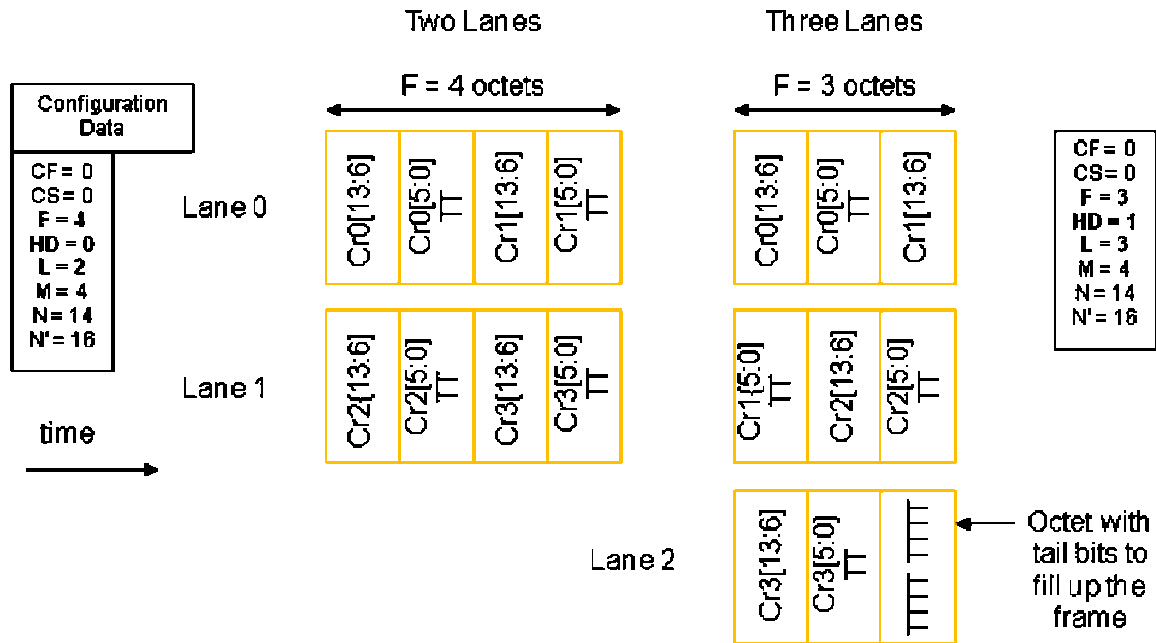 Two Lanes
Three Lanes
F = 4 octets
F = 3 octets
Configuration
Data
CF = 0
CS = 0
F = 4
HD = 0
L = 2
M = 4
N = 14
N' = 16
Lane 0
Cr0[13:6]
Cr0[5:0]
TT
Cr1[13:6]
Cr1[5:0]
TT
Cr0[13:6]
Cr0[5:0]
TT
Cr1[13:6]
CF = 0
CS = 0
F = 3
HD = 1
L = 3
M = 4
N = 14
N' = 16
Lane 1
Cr2{13:6]
Cr2[5:0]
TT
Cr3[13:6]
Cr3[5:0]
TT
Cr1{5:0]
TT
Cr2[13:6]
Cr2[5:0]
TT
time
Lane 2
Cr3[13:6]
Cr3[5:0]
TT
TTTT TTTT
Octet with
tail bits to
fill up the
frame